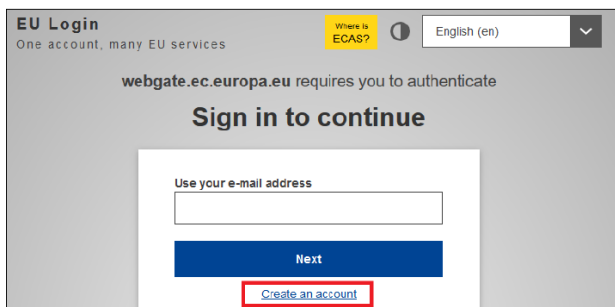 EU Login
One account, many EU services
Where is
ECAS?
English (en)
webgate.ec.europa.eu requires you to authenticate
Sign in to continue
Use your e-mail address
Next
Create an account